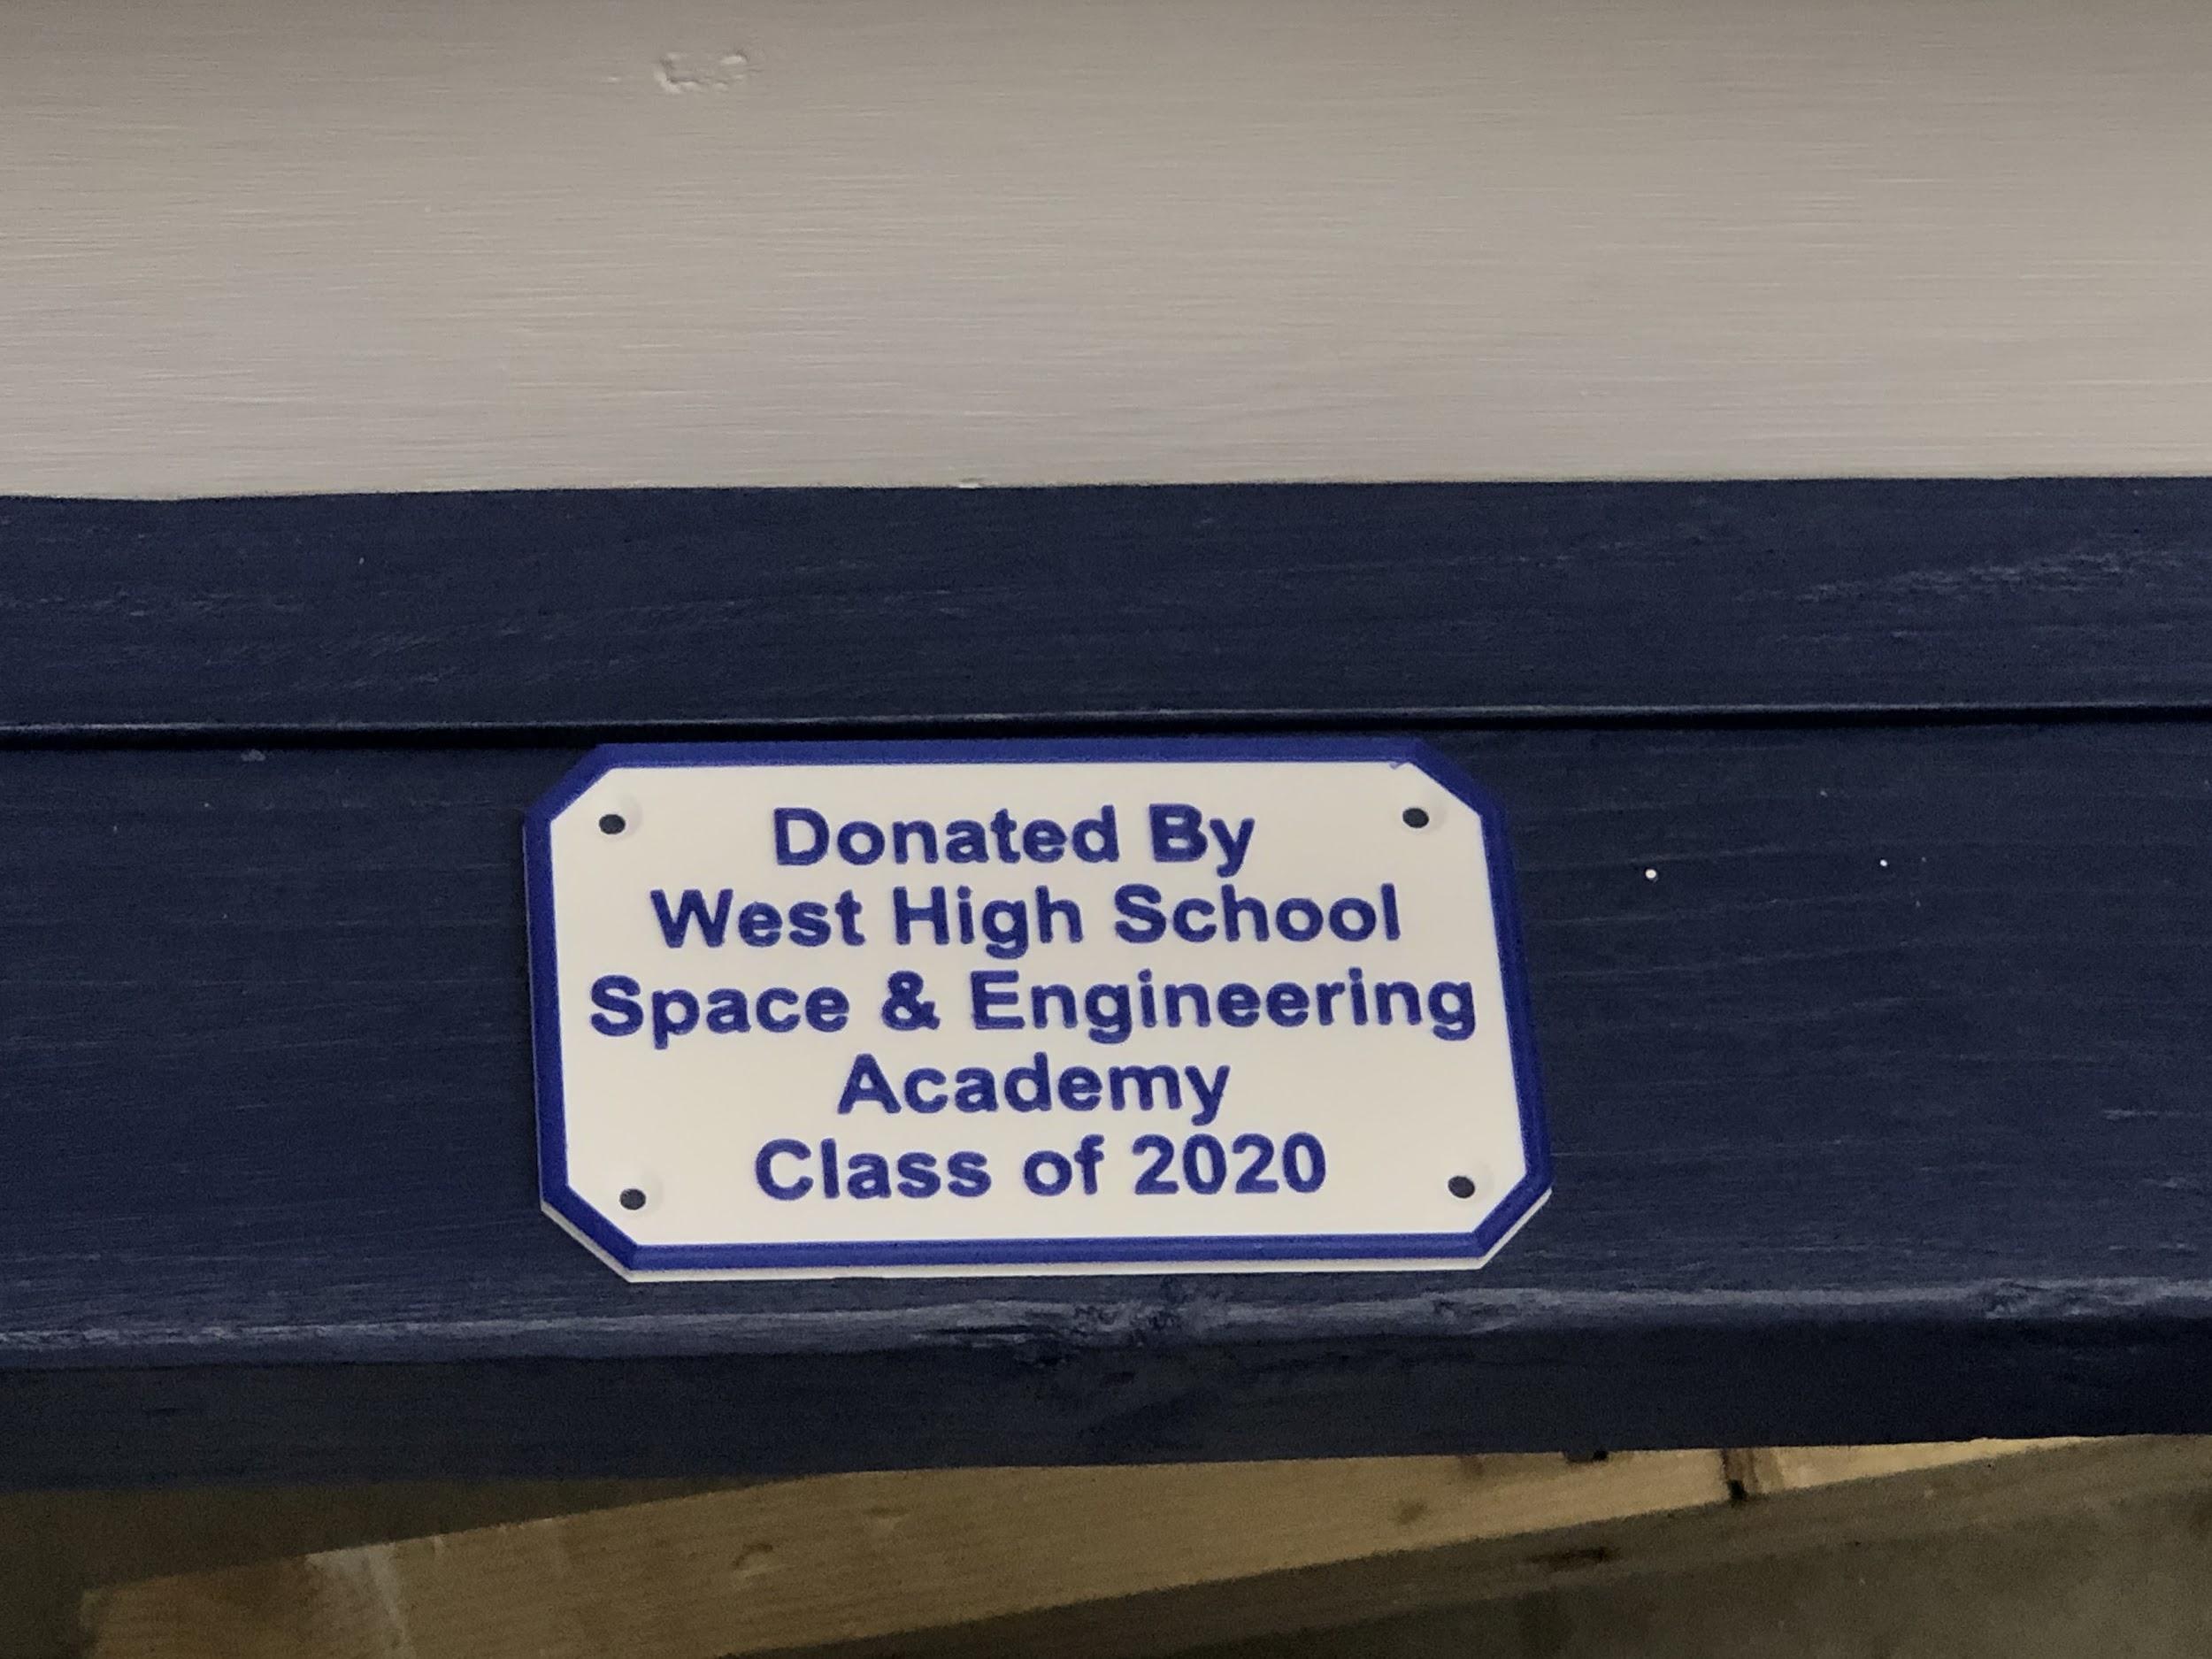 Donated By
West High School
Space & Engineering
Academy
Class of 2020